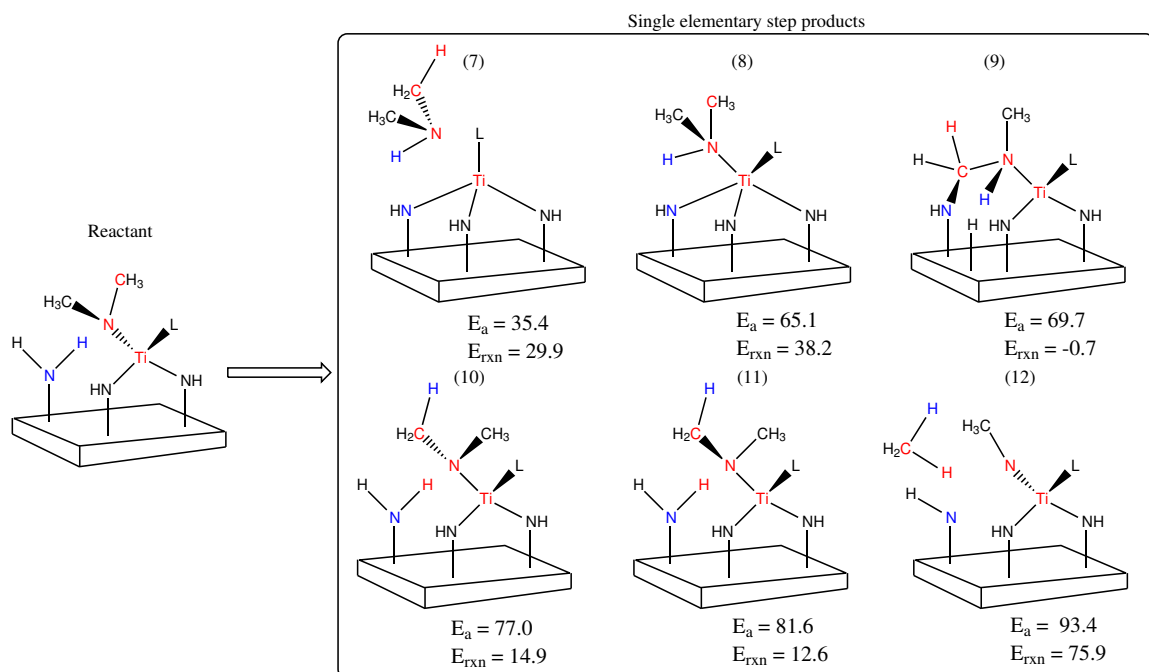 Single elementary step products
(7)
(8)
(9)
H
H₂C
H₃C
N
H
L
Ti
HN
HN
NH
CH₃
H₃C
H
N
L
Ti
HN
HN
NH
H
CH₃
H
C
N
L
H
Ti
HN
H
HN
NH
Reactant
CH₃
H₃C
N
L
H
H
Ti
N
HN
NH
Eₐ = 35.4
Eᵣₓₙ = 29.9
Eₐ = 65.1
Eᵣₓₙ = 38.2
Eₐ = 69.7
Eᵣₓₙ = -0.7
(10)
(11)
(12)
H
H₂C
CH₃
N
L
H
H
Ti
N
HN
NH
H
H₂C
CH₃
N
L
H
H
Ti
N
HN
NH
H
H₃C
H₂C
H
N
L
H
Ti
N
HN
NH
Eₐ = 77.0
Eᵣₓₙ = 14.9
Eₐ = 81.6
Eᵣₓₙ = 12.6
Eₐ = 93.4
Eᵣₓₙ = 75.9